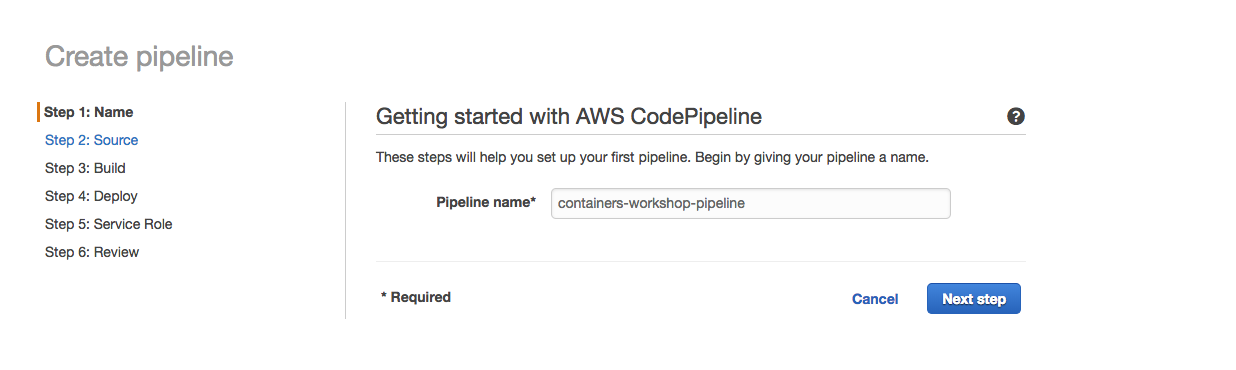 Create pipeline
Step 1: Name
Step 2: Source
Step 3: Build
Step 4: Deploy
Step 5: Service Role
Step 6: Review
Getting started with AWS CodePipeline
?
These steps will help you set up your first pipeline. Begin by giving your pipeline a name.
Pipeline name* containers-workshop-pipeline
* Required
Cancel Next step